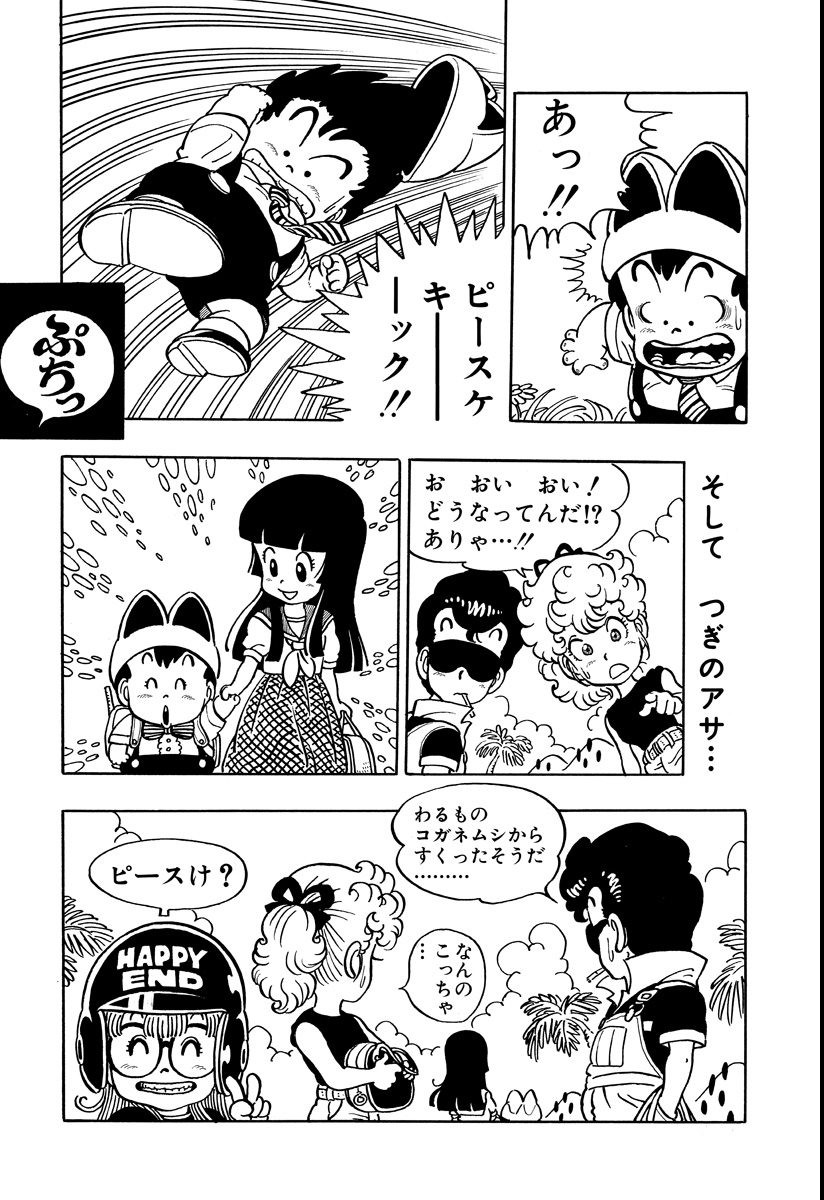 あっ!!
ピースケ
キ――ック!!
ぷちっ
そして つぎのアサ…
お おい おい!
どうなってんだ!?
ありゃ…!!
わるもの
コガネムシから
すくったそうだ
………
なんの
こっちゃ
…
ピースけ?
HAPPY
END